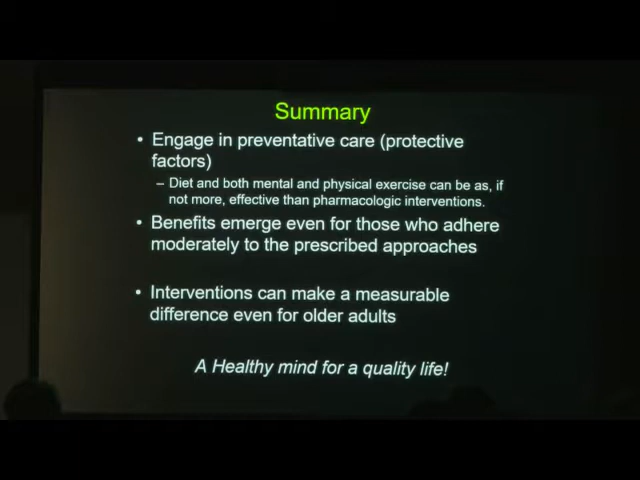 Summary
• Engage in preventative care (protective
factors)
– Diet and both mental and physical exercise can be as, if
not more, effective than pharmacologic interventions.
• Benefits emerge even for those who adhere
moderately to the prescribed approaches
• Interventions can make a measurable
difference even for older adults
A Healthy mind for a quality life!